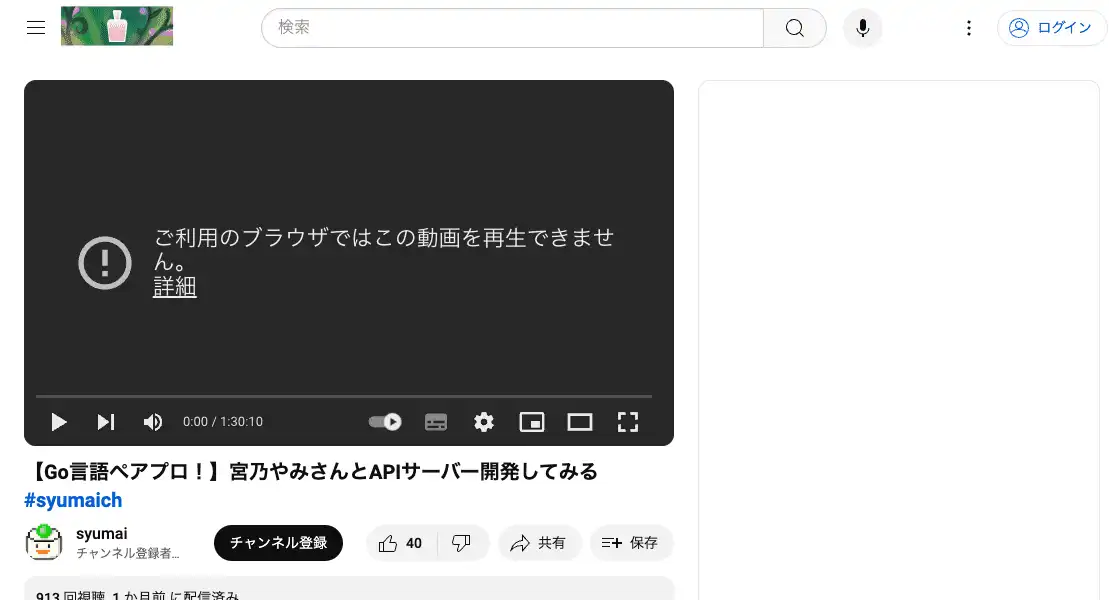 検索
ログイン
ご利用のブラウザではこの動画を再生できませ
ん。
詳細
0:00 / 1:30:10
【Go言語ペアプロ！】宮乃やみさんとAPIサーバー開発してみる
#syumaich
syumai
チャンネル登録者...
チャンネル登録
40
共有
保存
913 回視聴 1 か月前 に配信済み